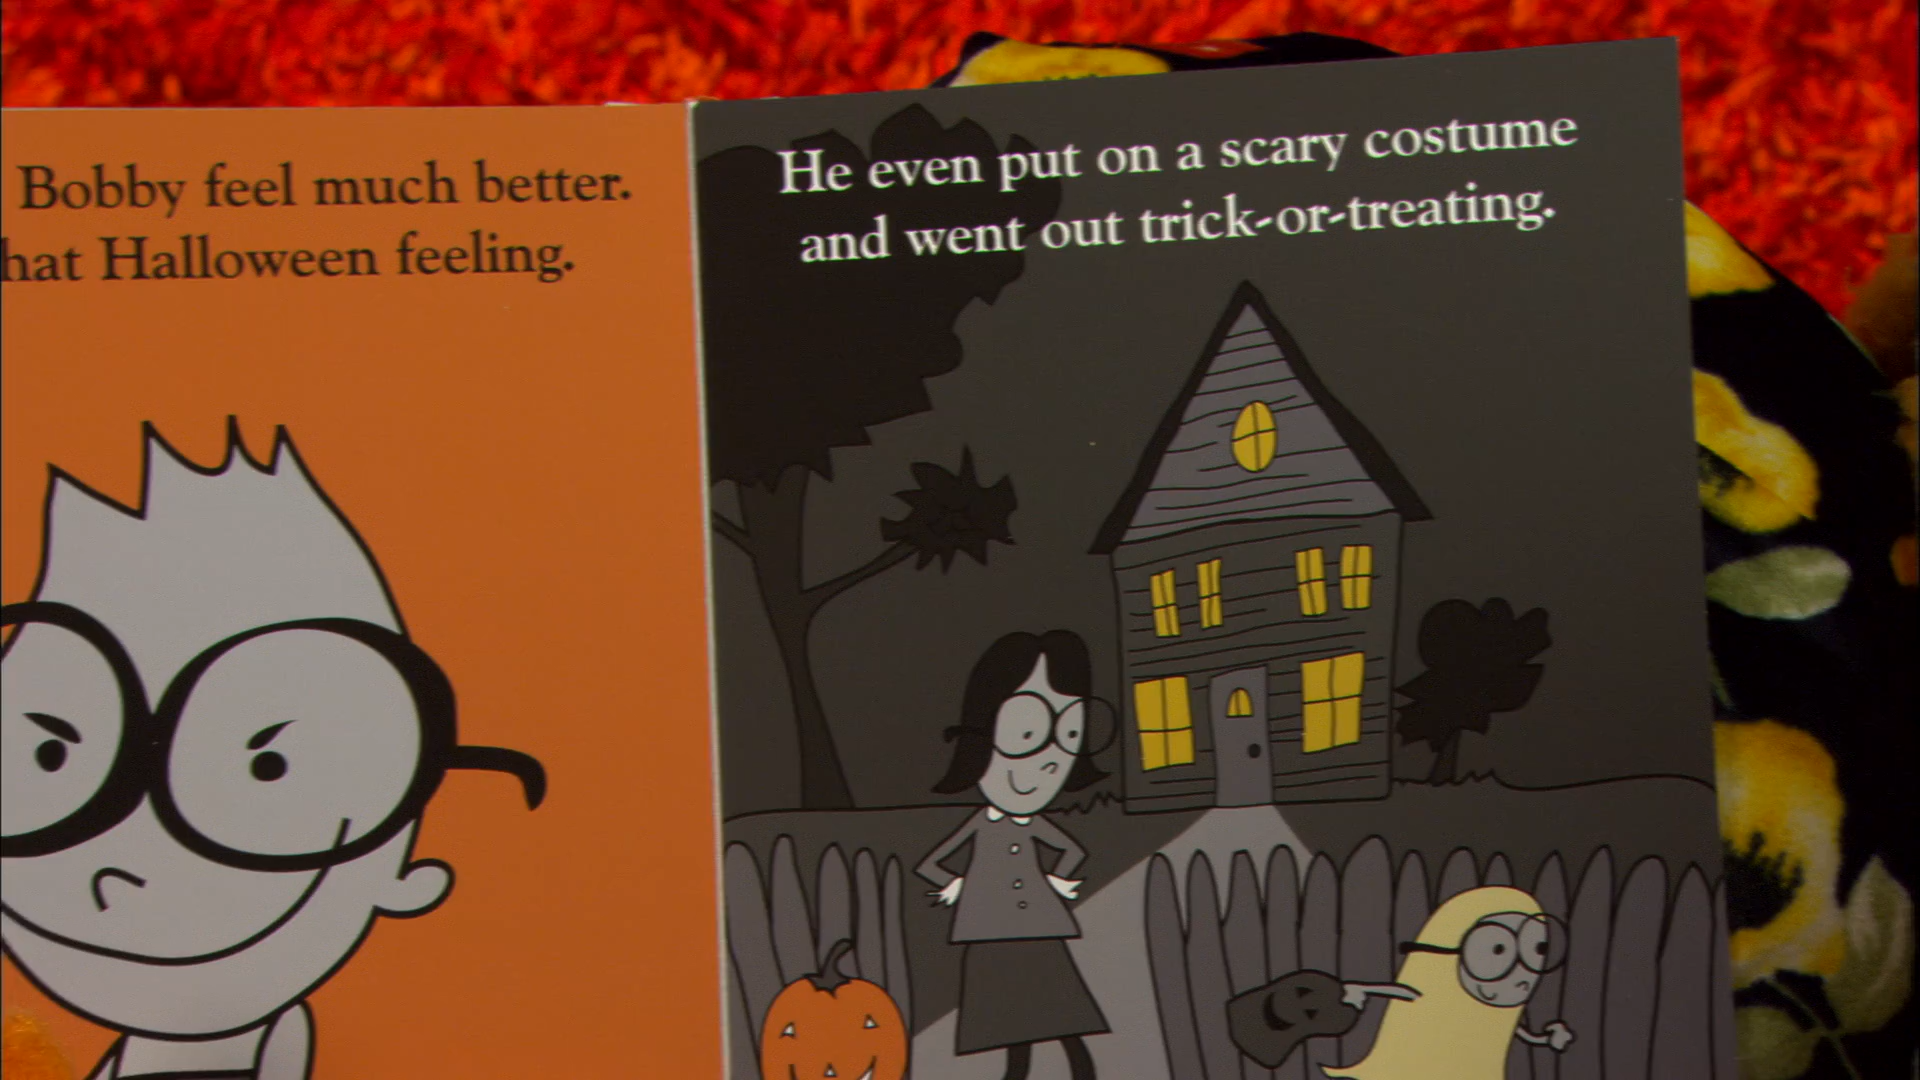 Bobby feel much better.
hat Halloween feeling.
He even put on a scary costume
and went out trick-or-treating.